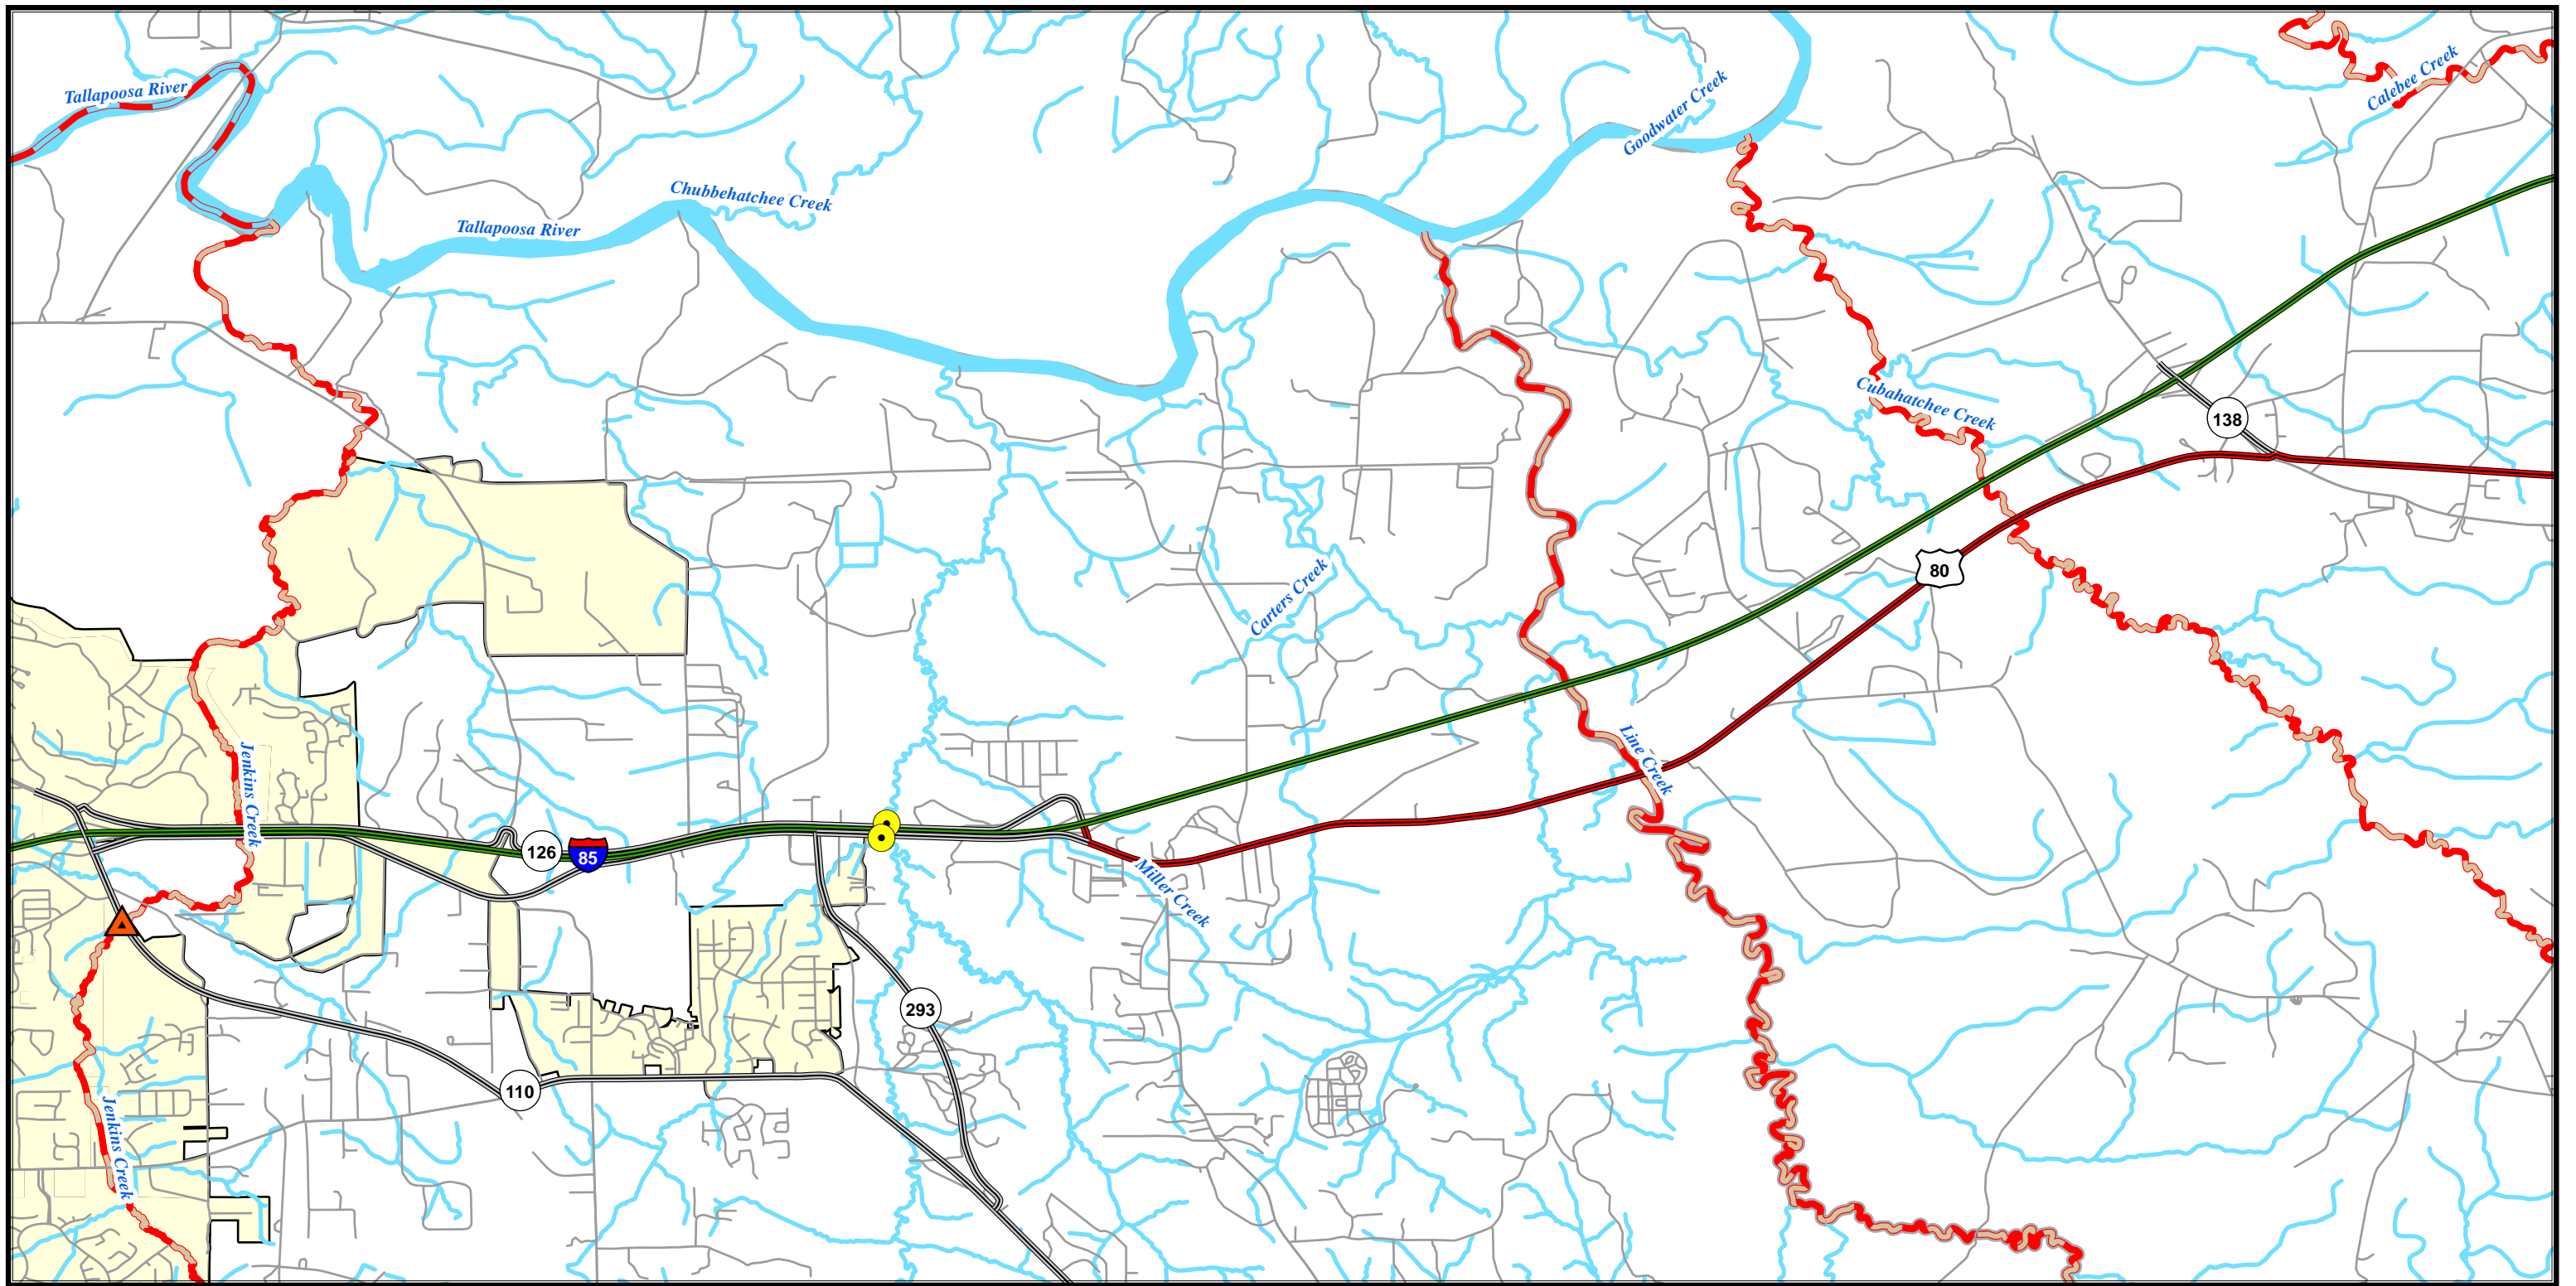 Calebee Creek
Tallapoosa River
Goodwater Creek
Chubbehatchee Creek
Tallapoosa River
Cubahatchee Creek
138
80
Carters Creek
Line Creek
Jenkins Creek
126
85
Miller Creek
293
110
Jenkins Creek